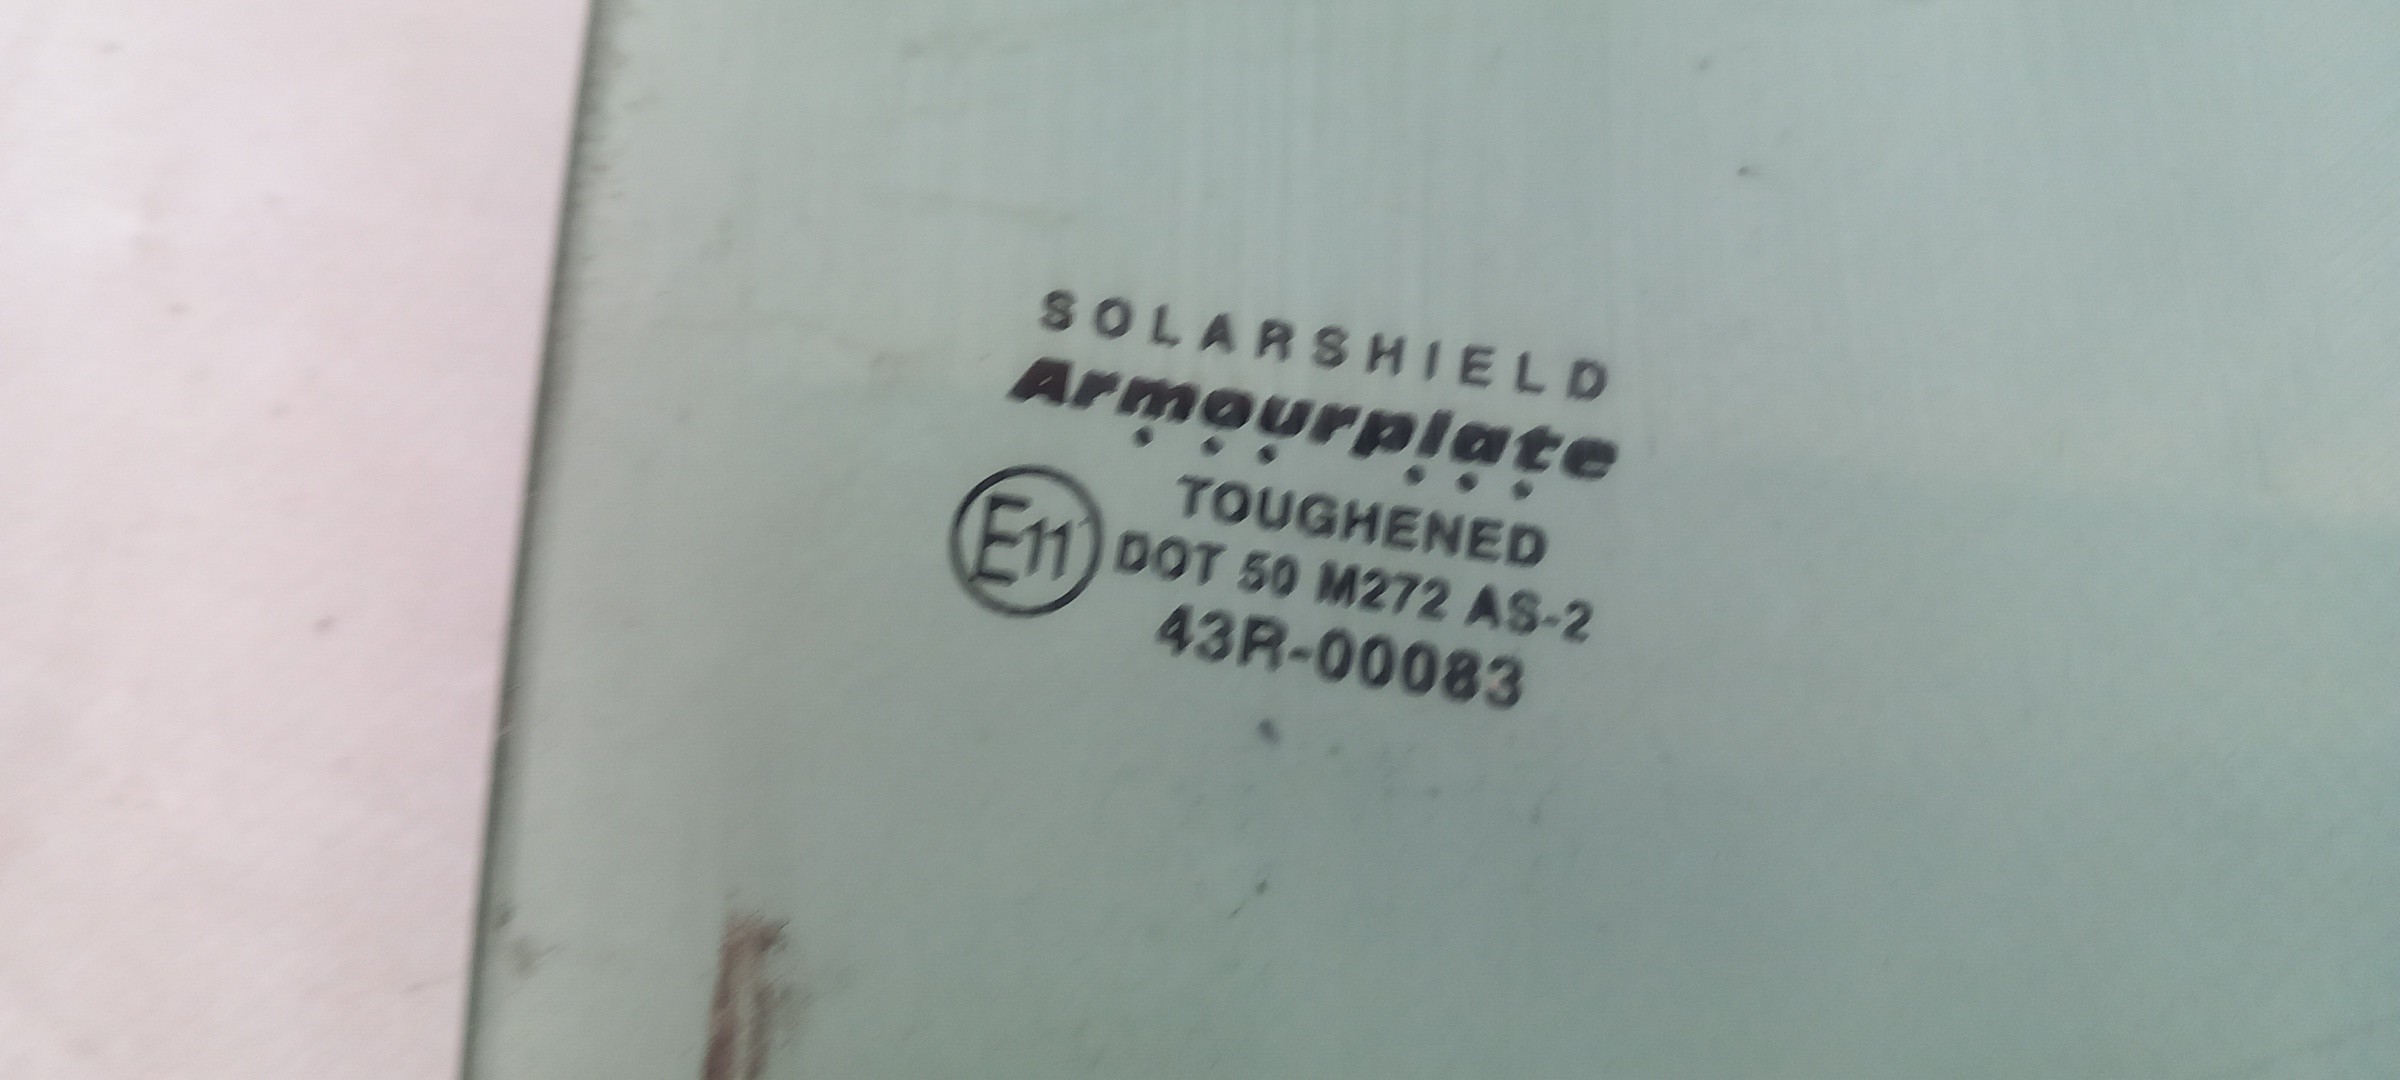 SOLARSHIELD
Armourplate
TOUGHENED
E11 DOT 50 M272 AS-2
43R-00083